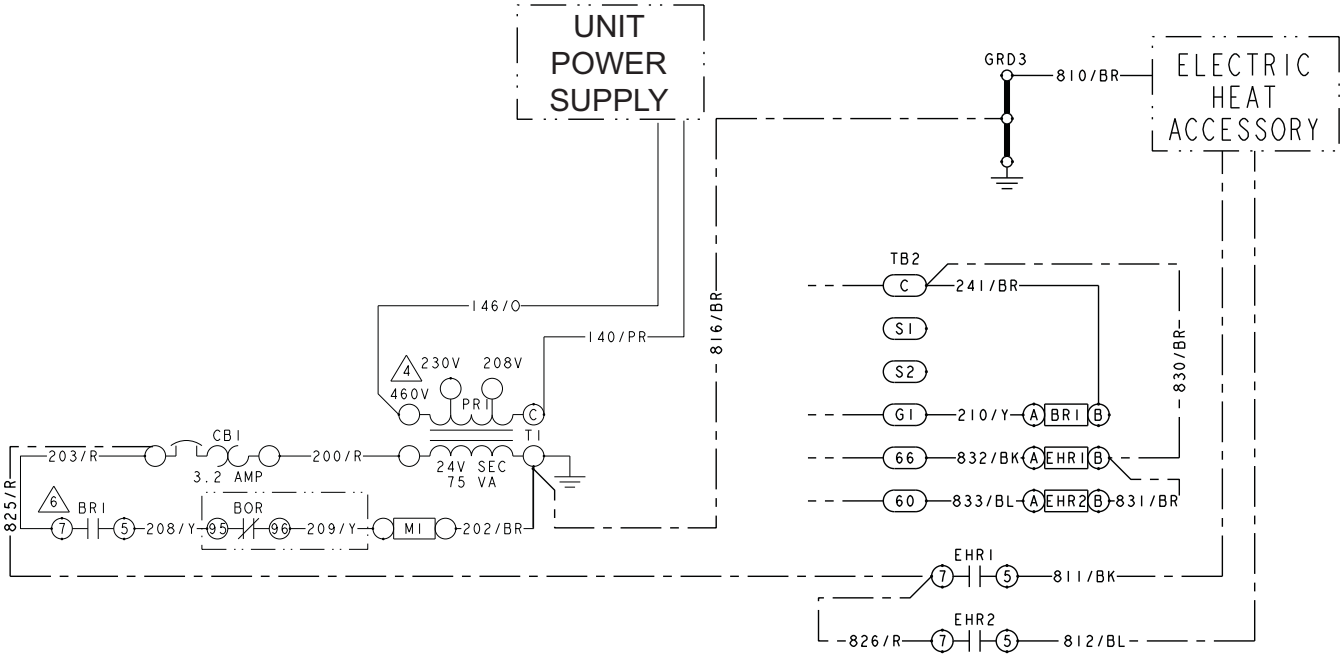 UNIT
POWER
SUPPLY
GRD3
810/BR
ELECTRIC
HEAT
ACCESSORY
TB2
C
241/BR
146/O
816/BR
S1
140/PR
830/BR
4
230V
208V
S2
460V
PR1
C
G1
210/Y
A
BR1
B
CB1
T1
203/R
200/R
66
832/BK
A
EHR1
B
3.2 AMP
24V SEC
75 VA
825/R
6
BR1
BOR
60
833/BL
A
EHR2
B
831/BR
7
5
208/Y
95
96
209/Y
M1
202/BR
EHR1
7
5
811/BK
EHR2
826/R
7
5
812/BL